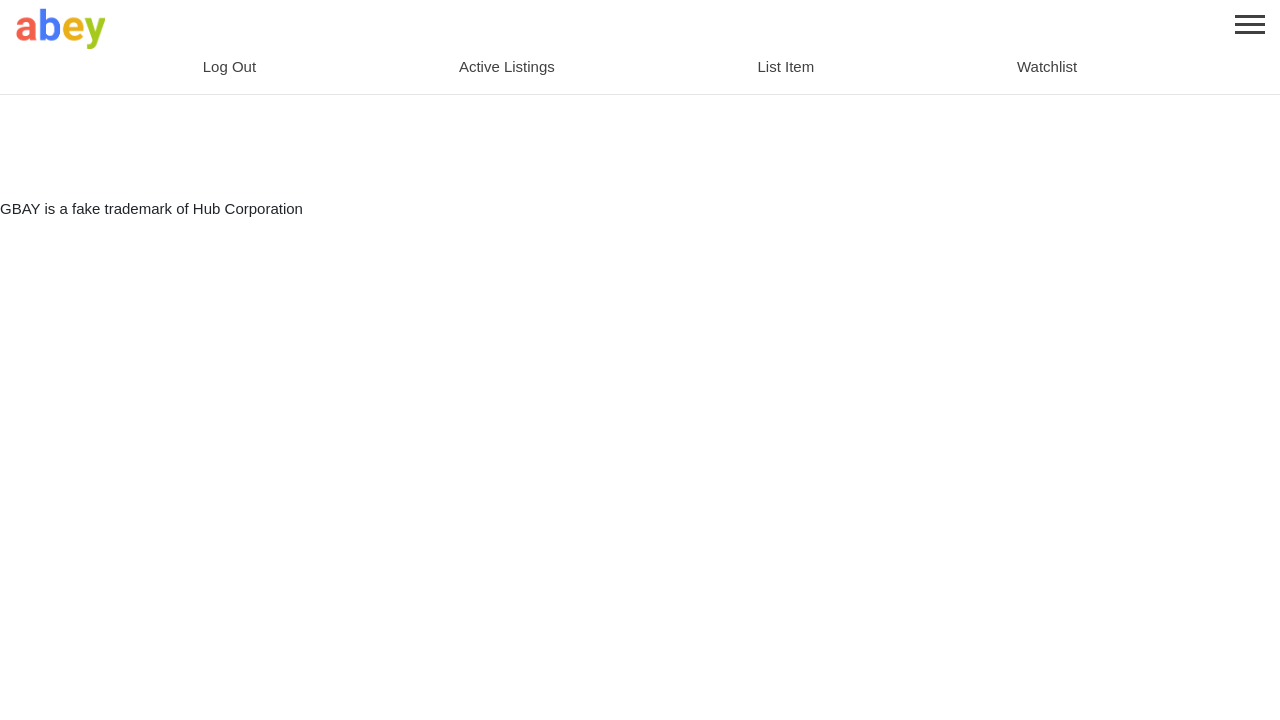 abey
Log Out Active Listings List Item Watchlist
GBAY is a fake trademark of Hub Corporation